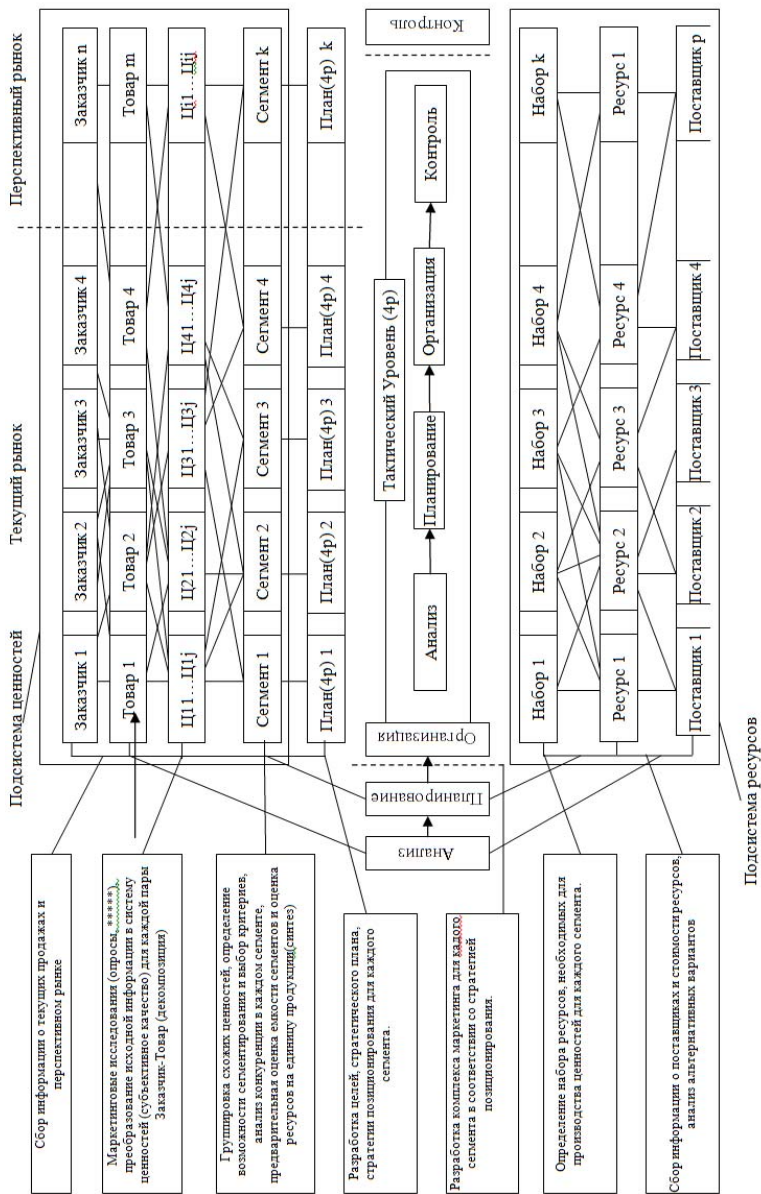 Подсистема ценностей
Текущий рынок
Перспективный рынок
Заказчик 1
Заказчик 2
Заказчик 3
Заказчик 4
Заказчик n
Товар 1
Товар 2
Товар 3
Товар 4
Товар m
Ц11…Ц1j
Ц21…Ц2j
Ц31…Ц3j
Ц41…Ц4j
Цi1…Цij
Сегмент 1
Сегмент 2
Сегмент 3
Сегмент 4
Сегмент k
План(4р) 1
План(4р) 2
План(4р) 3
План(4р) 4
План(4р) k
Анализ
Планирование
Организация
Контроль
Тактический Уровень (4р)
Анализ
Планирование
Организация
Контроль
Набор 1
Набор 2
Набор 3
Набор 4
Набор k
Ресурс 1
Ресурс 2
Ресурс 3
Ресурс 4
Ресурс 1
Поставщик 1
Поставщик 2
Поставщик 3
Поставщик 4
Поставщик р
Подсистема ресурсов
Сбор информации о текущих продажах и
перспективном рынке
Маркетинговые исследования (опросы, *****),
преобразование исходной информации в систему
ценностей (субъективное качество) для каждой пары
Заказчик-Товар (декомпозиция)
Группировка схожих ценностей, определение
возможности сегментирования и выбор критериев,
анализ конкуренции в каждом сегменте,
предварительная оценка емкости сегментов и оценка
ресурсов на единицу продукции(синтез)
Разработка целей, стратегического плана,
стратегии позиционирования для каждого
сегмента.
Разработка комплекса маркетинга для кадого
сегмента в соответствии со стратегией
позиционирования.
Определение набора ресурсов, необходимых для
производства ценностей для каждого сегмента.
Сбор информации о поставщиках и стоимости ресурсов,
анализ альтернативных вариантов